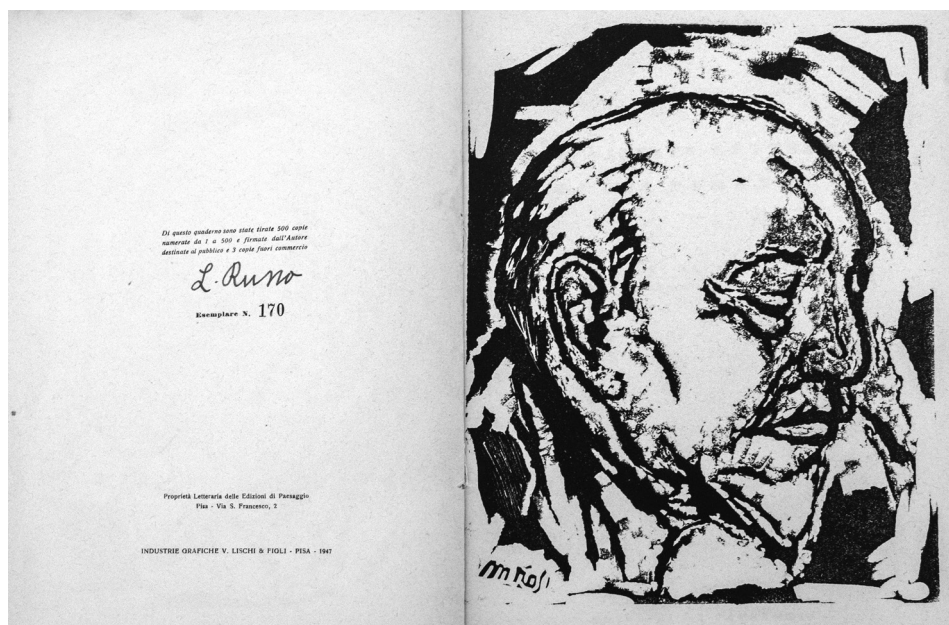 Di questo quaderno sono state tirate 500 copie
numerate da 1 a 500 e firmate dall'Autore
destinate al pubblico e 3 copie fuori commercio
L. Russo
Esemplare N. 170
Proprietà Letteraria delle Edizioni di Paesaggio
Pisa - Via S. Francesco, 2
INDUSTRIE GRAFICHE V. LISCHI & FIGLI - PISA - 1947